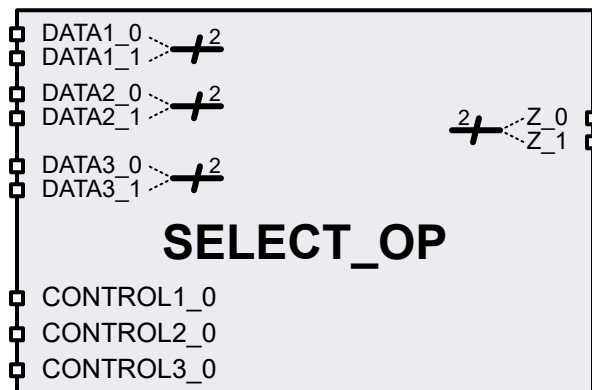 DATA1_0
DATA1_1
2
DATA2_0
DATA2_1
2
DATA3_0
DATA3_1
2
2
Z_0
Z_1
SELECT_OP
CONTROL1_0
CONTROL2_0
CONTROL3_0